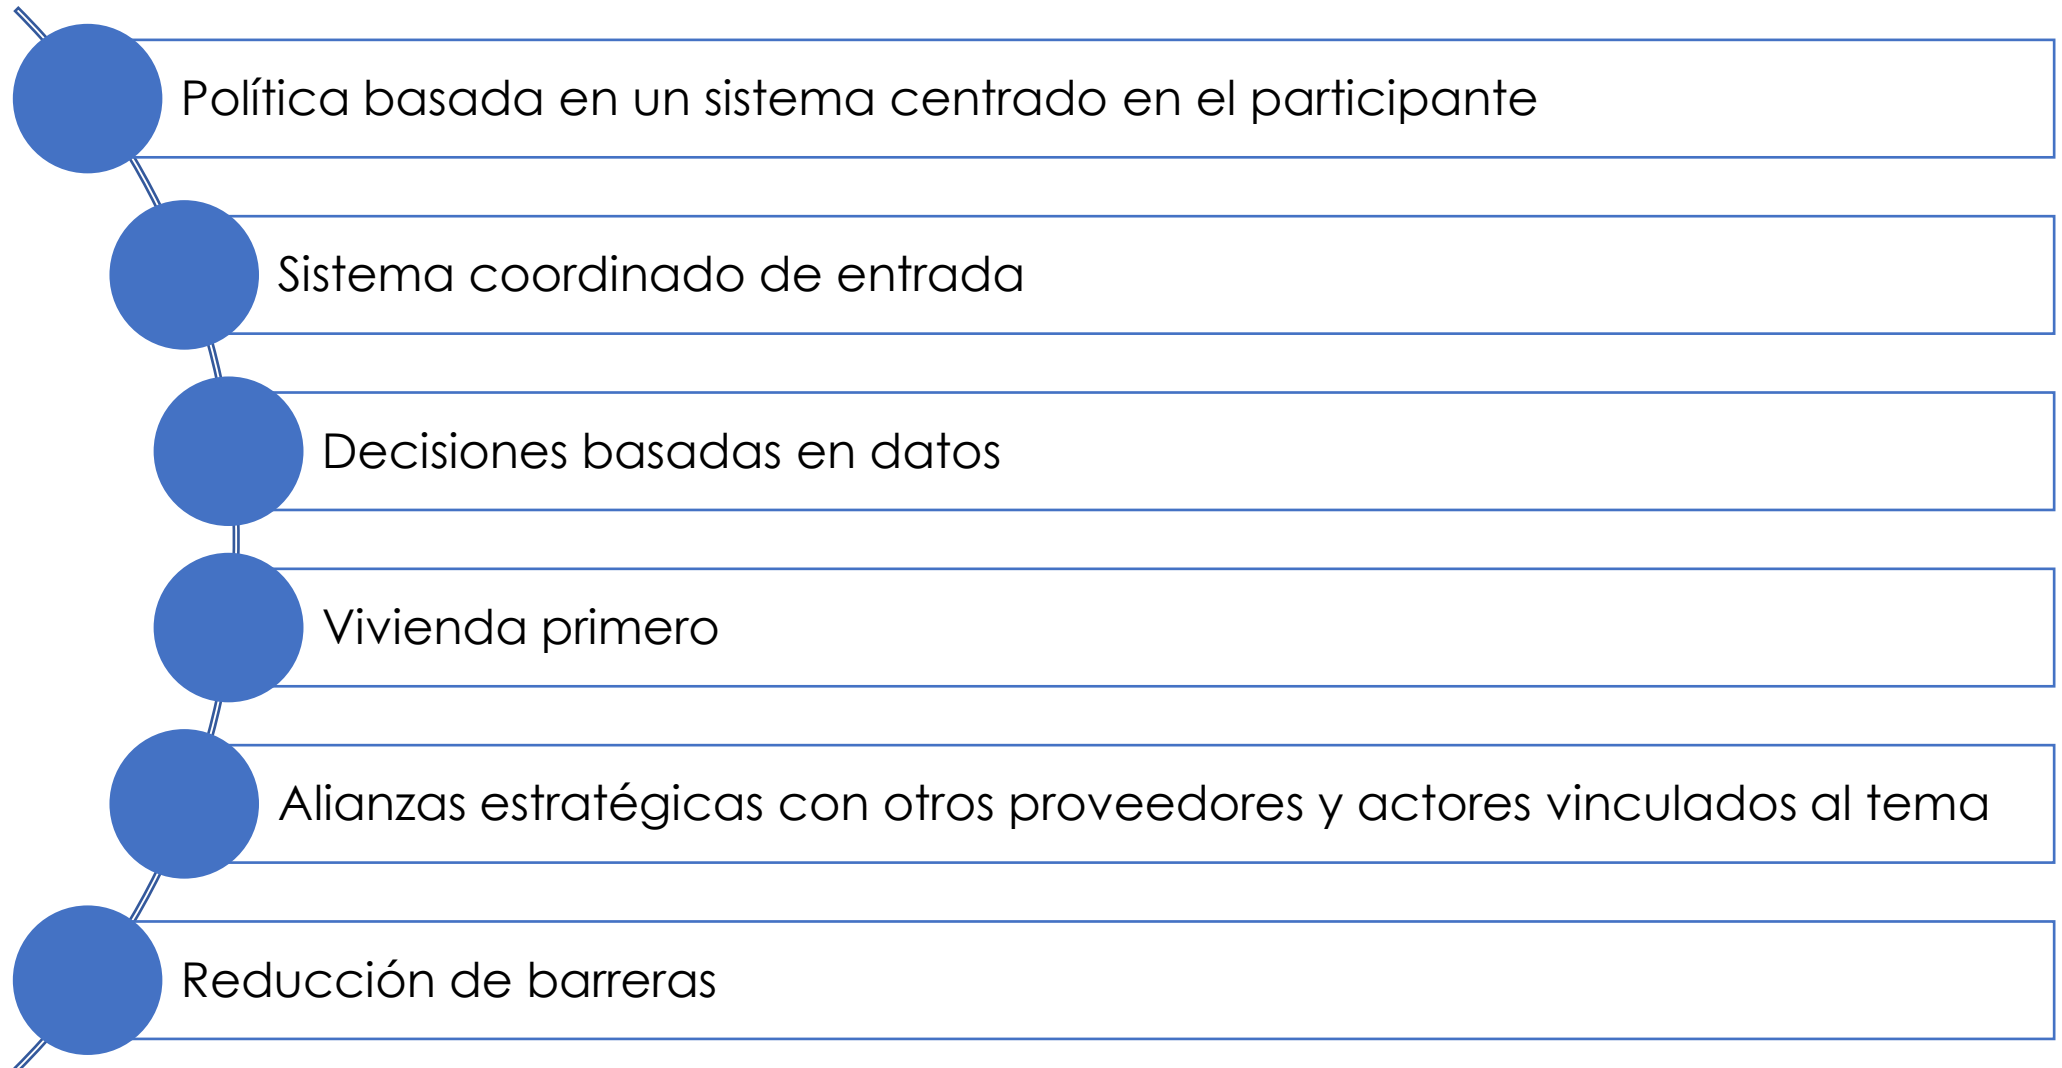 Política basada en un sistema centrado en el participante
Sistema coordinado de entrada
Decisiones basadas en datos
Vivienda primero
Alianzas estratégicas con otros proveedores y actores vinculados al tema
Reducción de barreras